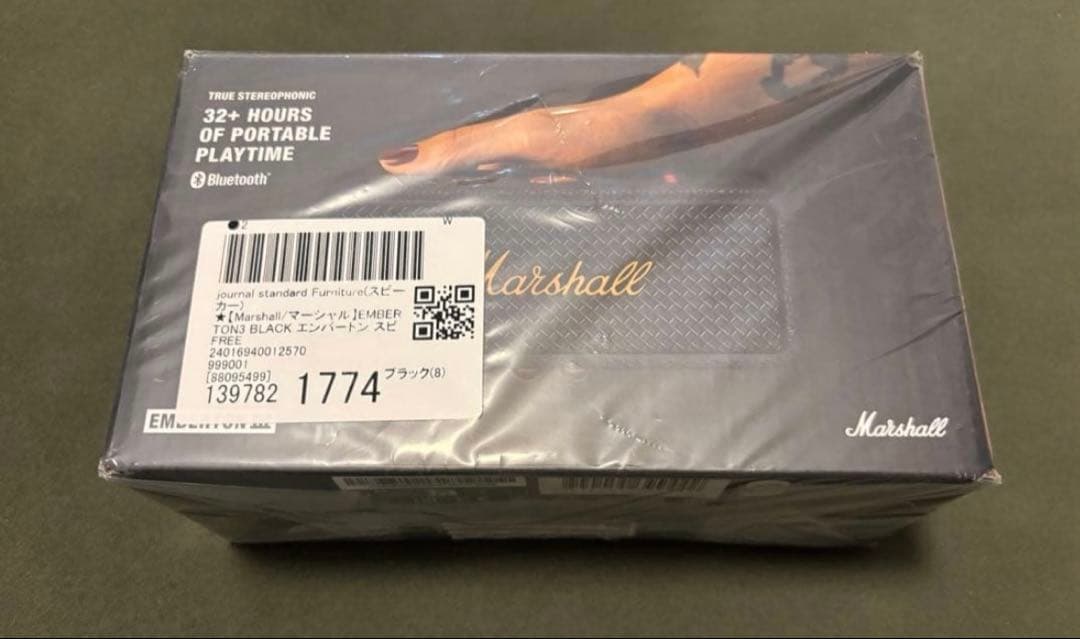 TRUE STEREOPHONIC
32+ HOURS
OF PORTABLE
PLAYTIME
Bluetooth
2
W
journal standard Furniture(スピー
カー)
★【Marshall/マーシャル】EMBER
TON3 BLACK エンバートン スピ
FREE
24016940012570
999001
[88095499]
139782 1774 ブラック(8)
Marshall
EMBERTON III
Marshall